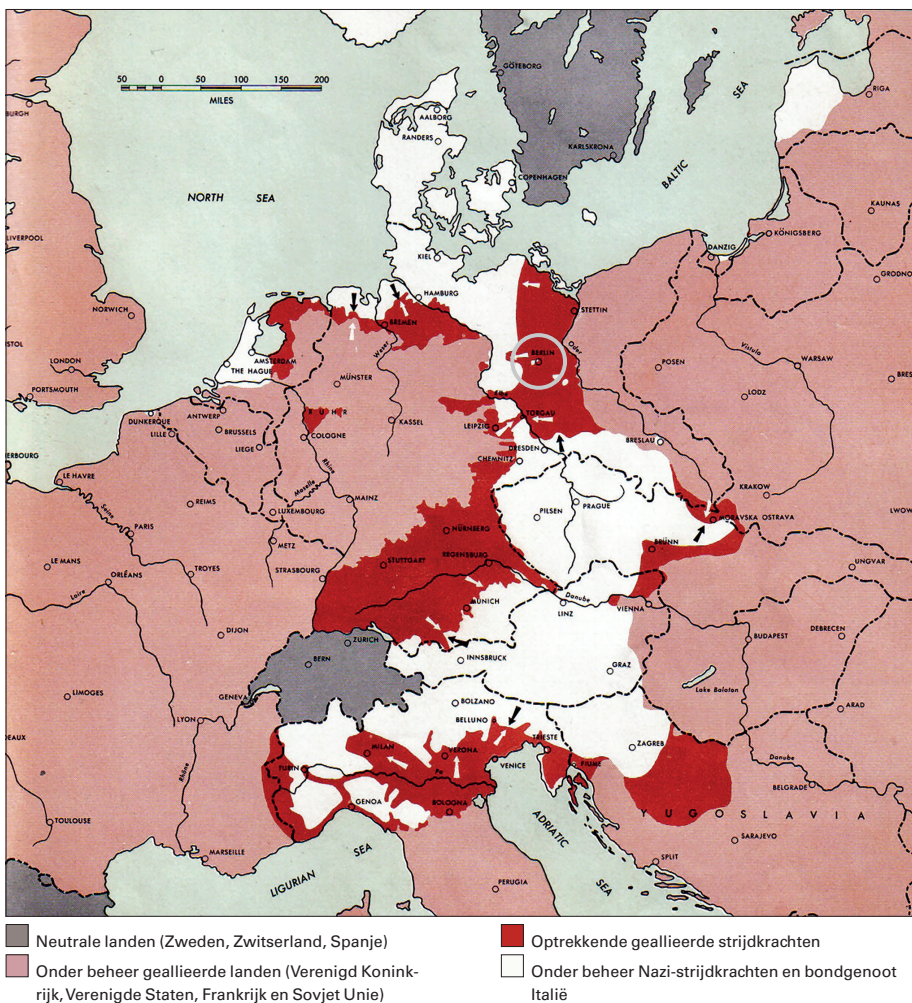 GÖTEBORG
SEA
RIGA
BURGH
50 0 50 100 150 200
MILES
AALBORG
RANDERS
KARLSKRONA
COPENHAGEN
BALTIC
NORTH SEA
KAUNAS
LIVERPOOL
KÖNIGSBERG
DANZIG
KIEL
GRODNO
HAMBURG
NORWICH
STETTIN
BREMEN
ISTOL
AMSTERDAM
THE HAGUE
Weser
BERLIN
Oder
Vistula
WARSAW
LONDON
POSEN
BRES
PORTSMOUTH
MÜNSTER
Elbe
LODZ
ANTWERP
DUNKERQUE
RUHR
KASSEL
TORGAU
LILLE
BRUSSELS
LEIPZIG
COLOGNE
BRESLAU
LIEGE
DRESDEN
ERBOURG
CHEMNITZ
LE HAVRE
Rhine
Moselle
KRAKOW
REIMS
MAINZ
PRAGUE
LUXEMBOURG
PILSEN
LWOW
Seine
MORAVSKA OSTRAVA
PARIS
NÜRNBERG
METZ
BRÜNN
STUTTGART
REGENSBURG
LE MANS
TROYES
UNGVAR
STRASBOURG
ORLÉANS
Loire
Danube
MUNICH
LINZ
VIENNA
DIJON
ZURICH
BUDAPEST
DEBRECEN
BERN
INNSBRUCK
GRAZ
LIMOGES
GENEVA
Lake Balaton
BOLZANO
ARAD
LYON
BELLUNO
DEAUX
MILAN
VERONA
TRIESTE
ZAGREB
Danube
Rhône
TURIN
Po
VENICE
FIUME
BELGRADE
GENOA
BOLOGNA
YUGOSLAVIA
TOULOUSE
ADRIATIC
SARAJEVO
MARSEILLE
SEA
SPLIT
LIGURIAN
SEA
PERUGIA
Neutrale landen (Zweden, Zwitserland, Spanje)
Onder beheer geallieerde landen (Verenigd Konink-
rijk, Verenigde Staten, Frankrijk en Sovjet Unie)
Optrekkende geallieerde strijdkrachten
Onder beheer Nazi-strijdkrachten en bondgenoot
Italië